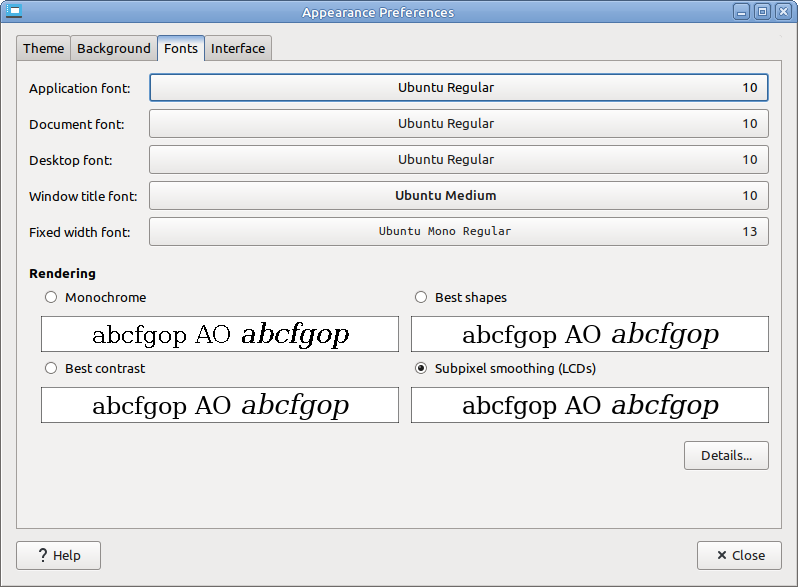 Appearance Preferences
Theme Background Fonts Interface
Application font: Ubuntu Regular 10
Document font: Ubuntu Regular 10
Desktop font: Ubuntu Regular 10
Window title font: Ubuntu Medium 10
Fixed width font: Ubuntu Mono Regular 13
Rendering
Monochrome Best shapes
abcfgop AO abcfgop abcfgop AO abcfgop
Best contrast Subpixel smoothing (LCDs)
abcfgop AO abcfgop abcfgop AO abcfgop
Details...
? Help × Close